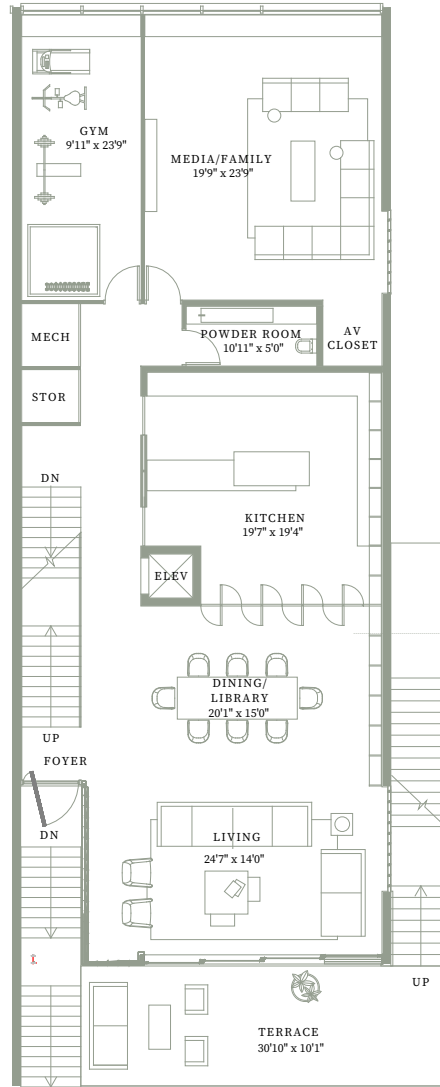 GYM
9'11" x 23'9"
MEDIA/FAMILY
19'9" x 23'9"
MECH
POWDER ROOM
10'11" x 5'0"
AV
CLOSET
STOR
DN
KITCHEN
19'7" x 19'4"
ELEV
DINING/
LIBRARY
20'1" x 15'0"
UP
FOYER
DN
LIVING
24'7" x 14'0"
UP
TERRACE
30'10" x 10'1"